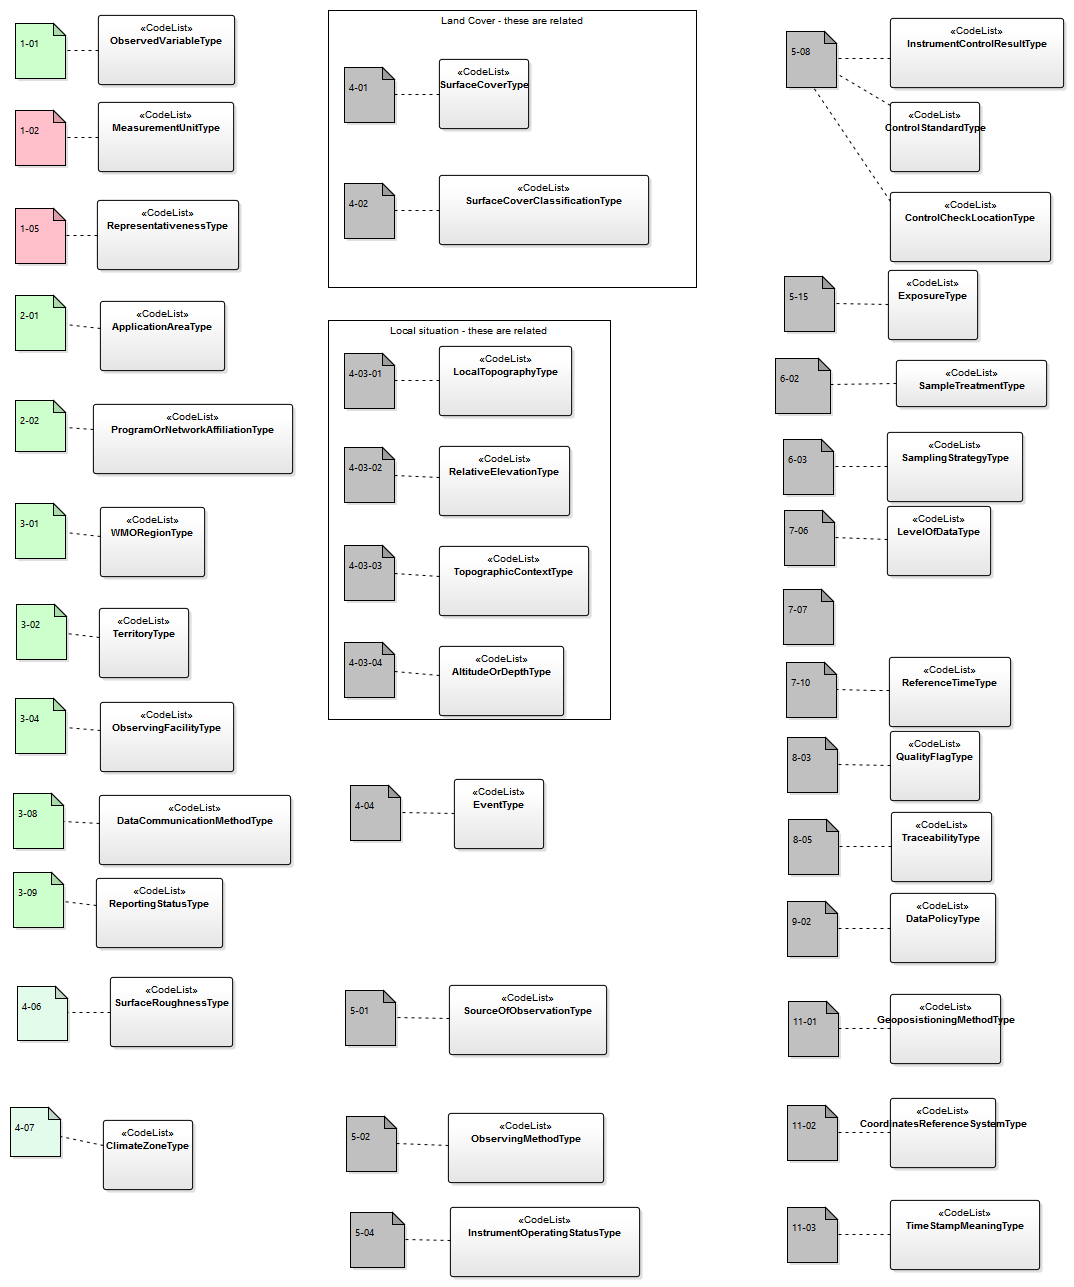 1-01
«CodeList»
ObservedVariableType
1-02
«CodeList»
MeasurementUnitType
1-05
«CodeList»
RepresentativenessType
2-01
«CodeList»
ApplicationAreaType
2-02
«CodeList»
ProgramOrNetworkAffiliationType
3-01
«CodeList»
WMORegionType
3-02
«CodeList»
TerritoryType
3-04
«CodeList»
ObservingFacilityType
3-08
«CodeList»
DataCommunicationMethodType
3-09
«CodeList»
ReportingStatusType
4-06
«CodeList»
SurfaceRoughnessType
4-07
«CodeList»
ClimateZoneType
Land Cover - these are related
4-01
«CodeList»
SurfaceCoverType
4-02
«CodeList»
SurfaceCoverClassificationType
Local situation - these are related
4-03-01
«CodeList»
LocalTopographyType
4-03-02
«CodeList»
RelativeElevationType
4-03-03
«CodeList»
TopographicContextType
4-03-04
«CodeList»
AltitudeOrDepthType
4-04
«CodeList»
EventType
5-01
«CodeList»
SourceOfObservationType
5-02
«CodeList»
ObservingMethodType
5-04
«CodeList»
InstrumentOperatingStatusType
5-08
«CodeList»
InstrumentControlResultType
«CodeList»
ControlStandardType
«CodeList»
ControlCheckLocationType
5-15
«CodeList»
ExposureType
6-02
«CodeList»
SampleTreatmentType
6-03
«CodeList»
SamplingStrategyType
7-06
«CodeList»
LevelOfDataType
7-07
7-10
«CodeList»
ReferenceTimeType
8-03
«CodeList»
QualityFlagType
8-05
«CodeList»
TraceabilityType
9-02
«CodeList»
DataPolicyType
11-01
«CodeList»
GeoposistioningMethodType
11-02
«CodeList»
CoordinatesReferenceSystemType
11-03
«CodeList»
TimeStampMeaningType